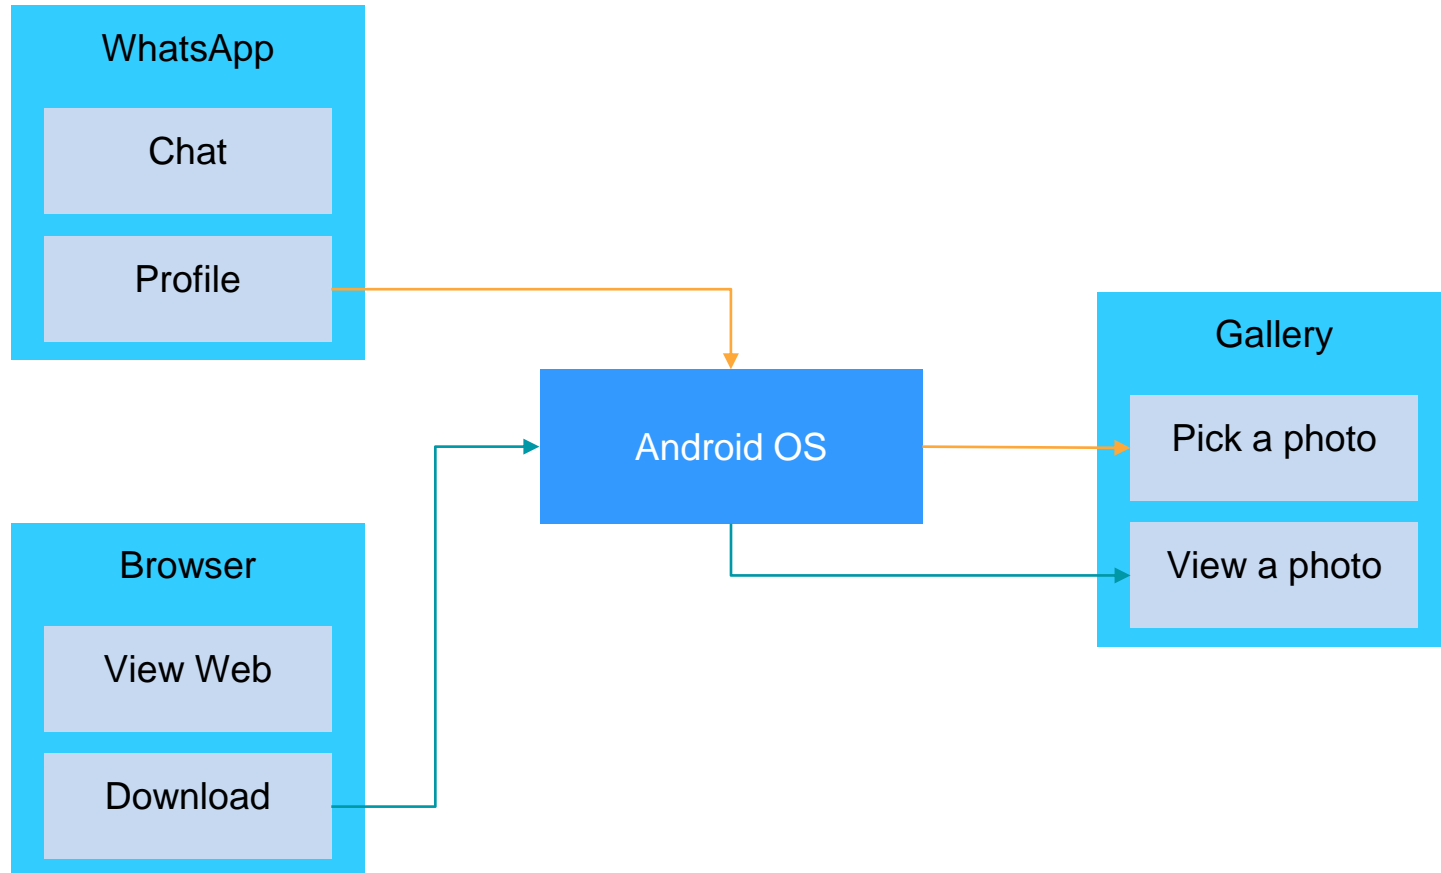 WhatsApp
Chat
Profile
Android OS
Gallery
Pick a photo
View a photo
Browser
View Web
Download